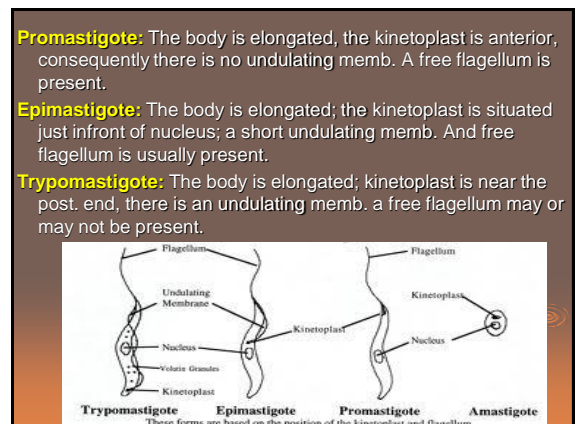 Promastigote: The body is elongated, the kinetoplast is anterior,
consequently there is no undulating memb. A free flagellum is
present.
Epimastigote: The body is elongated; the kinetoplast is situated
just infront of nucleus; a short undulating memb. And free
flagellum is usually present.
Trypomastigote: The body is elongated; kinetoplast is near the
post. end, there is an undulating memb. a free flagellum may or
may not be present.
Flagellum
Flagellum
Undulating
Membrane
Kinetoplast
Kinetoplast
Nucleus
Nucleus
Volutin Granules
Kinetoplast
Trypomastigote Epimastigote Promastigote Amastigote
These forms are based on the position of the kinetoplast and flagellum